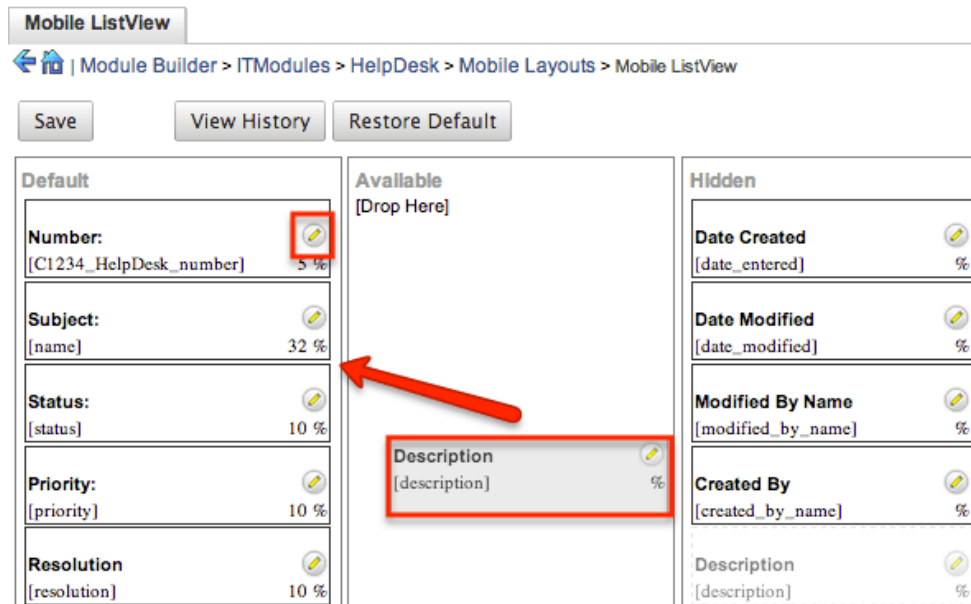 Mobile ListView
| Module Builder > ITModules > HelpDesk > Mobile Layouts > Mobile ListView
Save View History Restore Default
Default
Number:
[C1234_HelpDesk_number] 5 %
Subject:
[name] 32 %
Status:
[status] 10 %
Priority:
[priority] 10 %
Resolution
[resolution] 10 %
Available
[Drop Here]
Description
[description] %
Hidden
Date Created
[date_entered] %
Date Modified
[date_modified] %
Modified By Name
[modified_by_name] %
Created By
[created_by_name] %
Description
[description] %